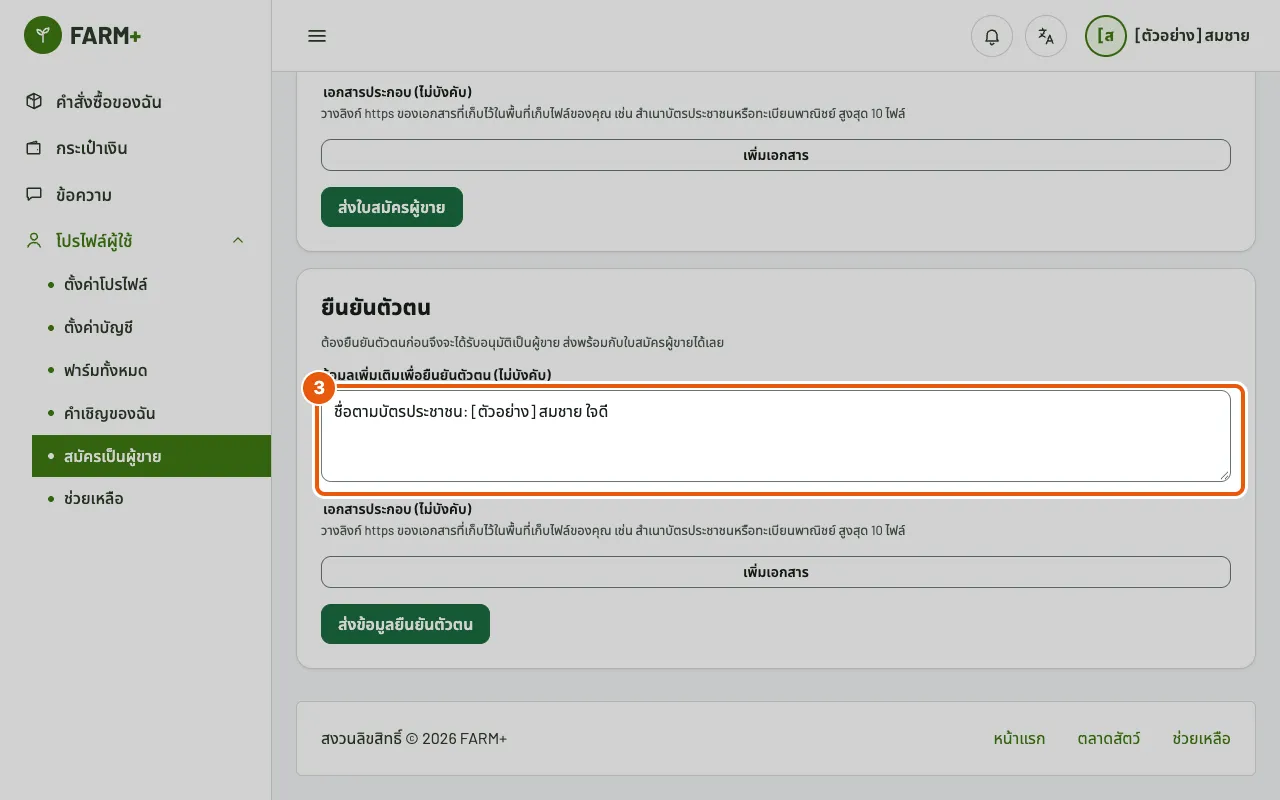 FARM+
[ส
[ตัวอย่าง] สมชาย
คำสั่งซื้อของฉัน
กระเป๋าเงิน
ข้อความ
โปรไฟล์ผู้ใช้
ตั้งค่าโปรไฟล์
ตั้งค่าบัญชี
ฟาร์มทั้งหมด
คำเชิญของฉัน
สมัครเป็นผู้ขาย
ช่วยเหลือ
เอกสารประกอบ (ไม่บังคับ)
วางลิงก์ https ของเอกสารที่เก็บไว้ในพื้นที่เก็บไฟล์ของคุณ เช่น สำเนาบัตรประชาชนหรือทะเบียนพาณิชย์ สูงสุด 10 ไฟล์
เพิ่มเอกสาร
ส่งใบสมัครผู้ขาย
ยืนยันตัวตน
ต้องยืนยันตัวตนก่อนจึงจะได้รับอนุมัติเป็นผู้ขาย ส่งพร้อมกับใบสมัครผู้ขายได้เลย
ข้อมูลเพิ่มเติมเพื่อยืนยันตัวตน (ไม่บังคับ)
3
ชื่อตามบัตรประชาชน: [ตัวอย่าง] สมชาย ใจดี
เอกสารประกอบ (ไม่บังคับ)
วางลิงก์ https ของเอกสารที่เก็บไว้ในพื้นที่เก็บไฟล์ของคุณ เช่น สำเนาบัตรประชาชนหรือทะเบียนพาณิชย์ สูงสุด 10 ไฟล์
เพิ่มเอกสาร
ส่งข้อมูลยืนยันตัวตน
สงวนลิขสิทธิ์ © 2026 FARM+
หน้าแรก
ตลาดสัตว์
ช่วยเหลือ